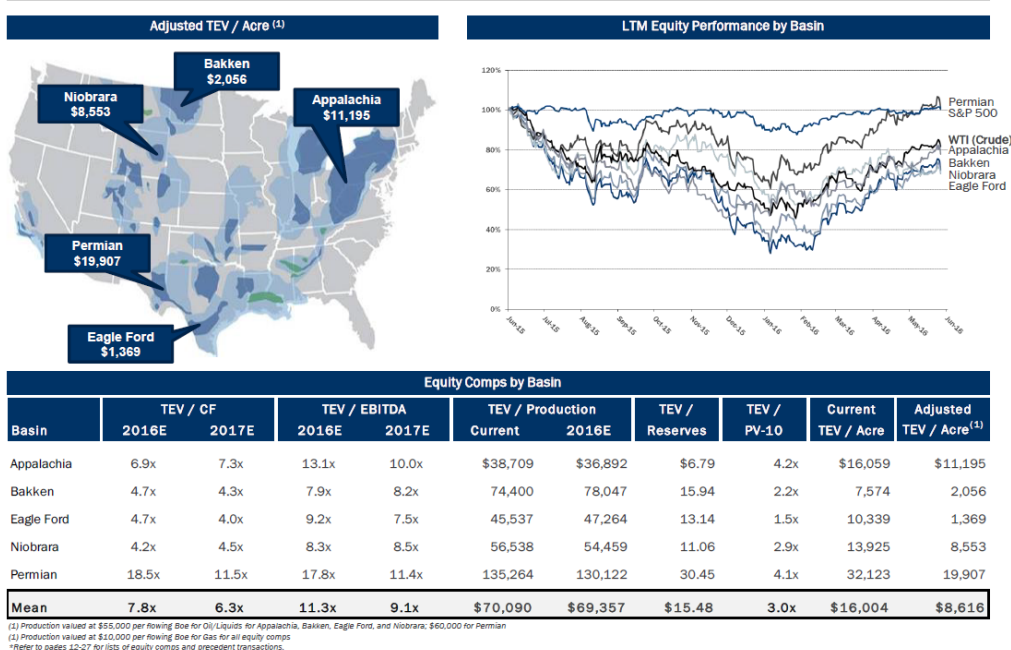 Adjusted TEV / Acre (1)
Bakken
$2,056
Niobrara
$8,553
Appalachia
$11,195
Permian
$19,907
Eagle Ford
$1,369
LTM Equity Performance by Basin
120%
100%
80%
60%
40%
20%
0%
Jun-15 Jul-15 Aug-15 Sep-15 Oct-15 Nov-15 Dec-15 Jan-16 Feb-16 Mar-16 Apr-16 May-16 Jun-16
Permian
S&P 500
WTI (Crude)
Appalachia
Bakken
Niobrara
Eagle Ford
Equity Comps by Basin
TEV / CF TEV / EBITDA TEV / Production TEV / TEV / Current Adjusted
Basin 2016E 2017E 2016E 2017E Current 2016E Reserves PV-10 TEV / Acre TEV / Acre(1)
Appalachia 6.9x 7.3x 13.1x 10.0x $38,709 $36,892 $6.79 4.2x $16,059 $11,195
Bakken 4.7x 4.3x 7.9x 8.2x 74,400 78,047 15.94 2.2x 7,574 2,056
Eagle Ford 4.7x 4.0x 9.2x 7.5x 45,537 47,264 13.14 1.5x 10,339 1,369
Niobrara 4.2x 4.5x 8.3x 8.5x 56,538 54,459 11.06 2.9x 13,925 8,553
Permian 18.5x 11.5x 17.8x 11.4x 135,264 130,122 30.45 4.1x 32,123 19,907
Mean 7.8x 6.3x 11.3x 9.1x $70,090 $69,357 $15.48 3.0x $16,004 $8,616
(1) Production valued at $55,000 per flowing Boe for Oil/Liquids for Appalachia, Bakken, Eagle Ford, and Niobrara; $60,000 for Permian
(1) Production valued at $10,000 per flowing Boe for Gas for all equity comps
*Refer to pages 12-27 for lists of equity comps and precedent transactions.